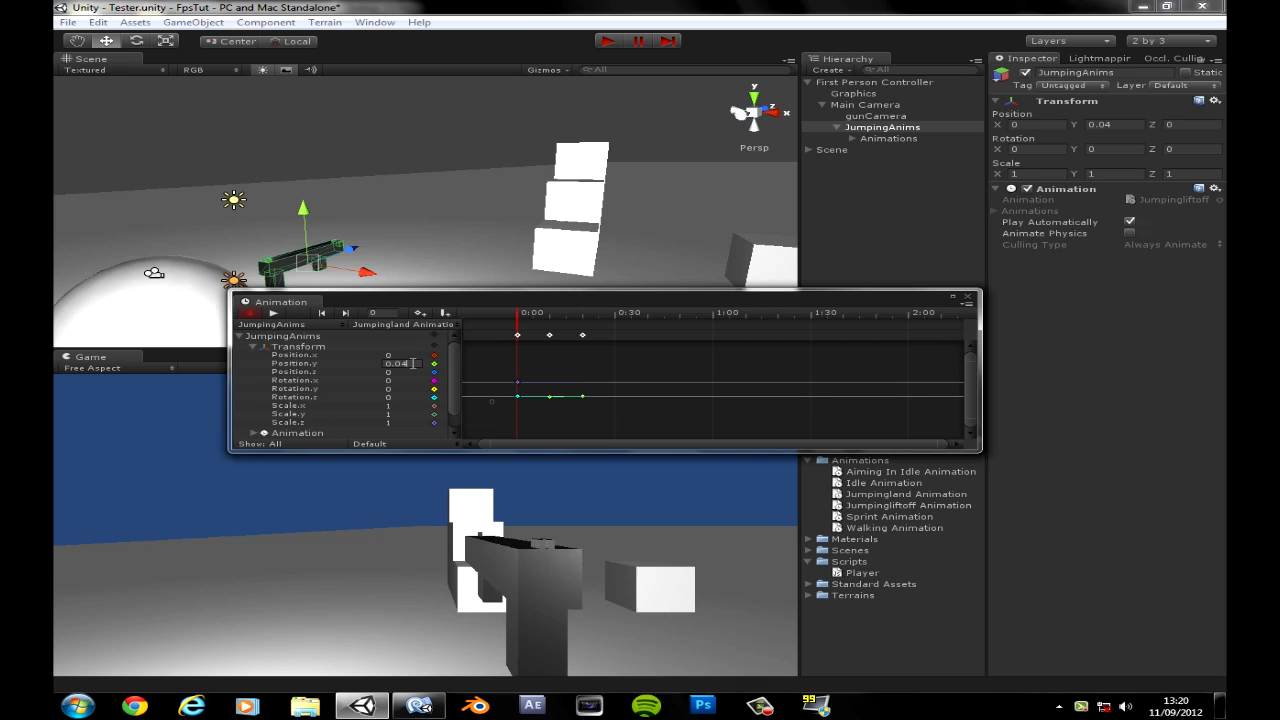 Unity - Tester.unity - FpsTut - PC and Mac Standalone*
File Edit Assets GameObject Component Terrain Window Help
Center Local Layers 2 by 3
Scene
Textured RGB Gizmos All
y
z
x
Persp
Hierarchy
Create All
First Person Controller
Graphics
Main Camera
gunCamera
JumpingAnims
Animations
Scene
Inspector Lightmappir Occl. Cullin
JumpingAnims Static
Tag Untagged Layer Default
Transform
Position
X 0 Y 0.04 Z 0
Rotation
X 0 Y 0 Z 0
Scale
X 1 Y 1 Z 1
Animation
Animation Jumpingliftoff
Animations
Play Automatically
Animate Physics
Culling Type Always Animate
Game
Free Aspect
Animation
0 0:00 0:30 1:00 1:30 2:00
JumpingAnims Jumpingland Animatio
JumpingAnims
Transform
Position.x 0
Position.y 0.04
Position.z 0
Rotation.x 0
Rotation.y 0
Rotation.z 0
Scale.x 1
Scale.y 1
Scale.z 1
Animation
Show: All Default
0
Animations
Aiming In Idle Animation
Idle Animation
Jumpingland Animation
Jumpingliftoff Animation
Sprint Animation
Walking Animation
Materials
Scenes
Scripts
Player
Standard Assets
Terrains
Ae Ps 99
13:20
11/09/2012